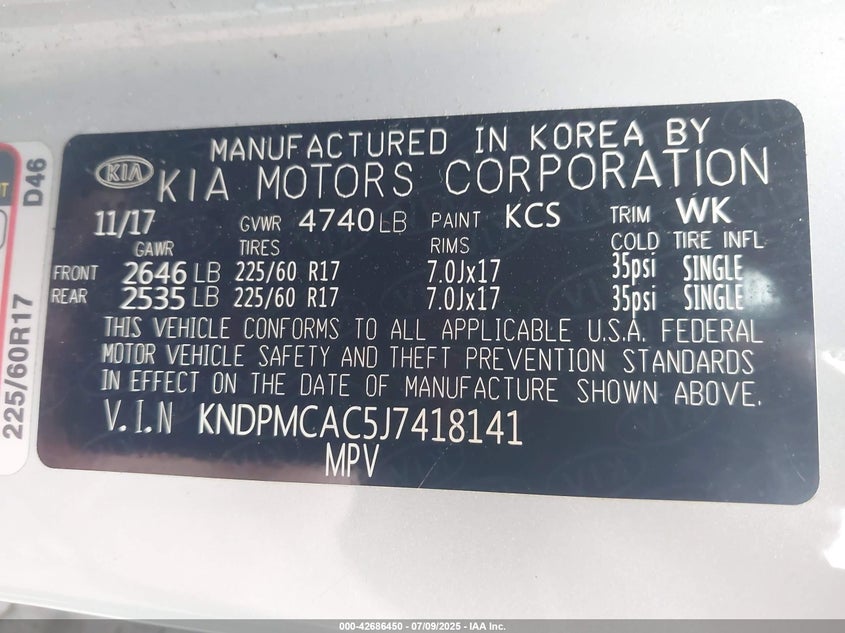 MANUFACTURED IN KOREA BY
KIA KIA MOTORS CORPORATION
11/17 GVWR 4740 LB PAINT KCS TRIM WK
GAWR TIRES RIMS COLD TIRE INFL
FRONT 2646 LB 225/60 R17 7.0Jx17 35psi SINGLE
REAR 2535 LB 225/60 R17 7.0Jx17 35psi SINGLE
THIS VEHICLE CONFORMS TO ALL APPLICABLE U.S.A. FEDERAL
MOTOR VEHICLE SAFETY AND THEFT PREVENTION STANDARDS
IN EFFECT ON THE DATE OF MANUFACTURE SHOWN ABOVE.
V.I.N KNDPMCAC5J7418141
MPV
D46
225/60R17
000-42686450 | 07/09/2025 - IAA Inc.